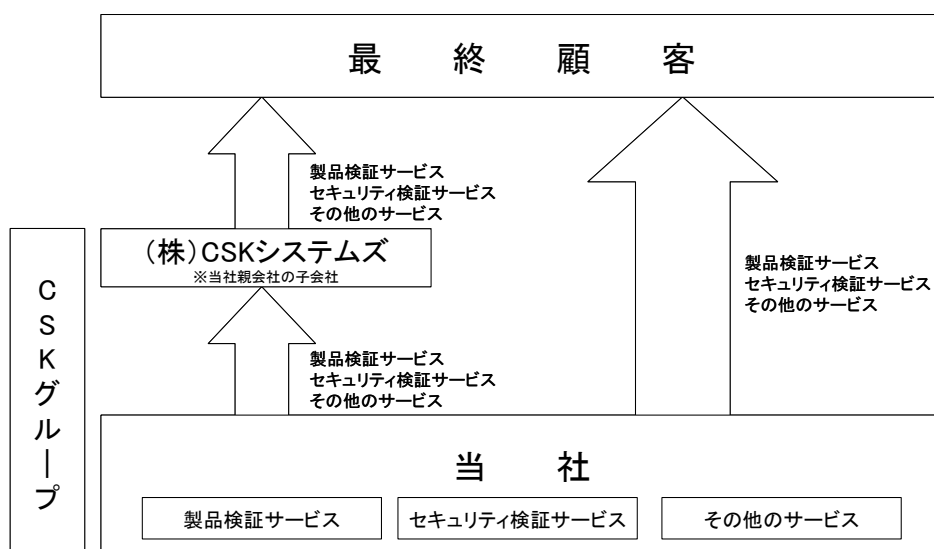 最　終　顧　客
製品検証サービス
セキュリティ検証サービス
その他のサービス
（株）CSKシステムズ
※当社親会社の子会社
製品検証サービス
セキュリティ検証サービス
その他のサービス
製品検証サービス
セキュリティ検証サービス
その他のサービス
CSKグループ
当　社
製品検証サービス
セキュリティ検証サービス
その他のサービス